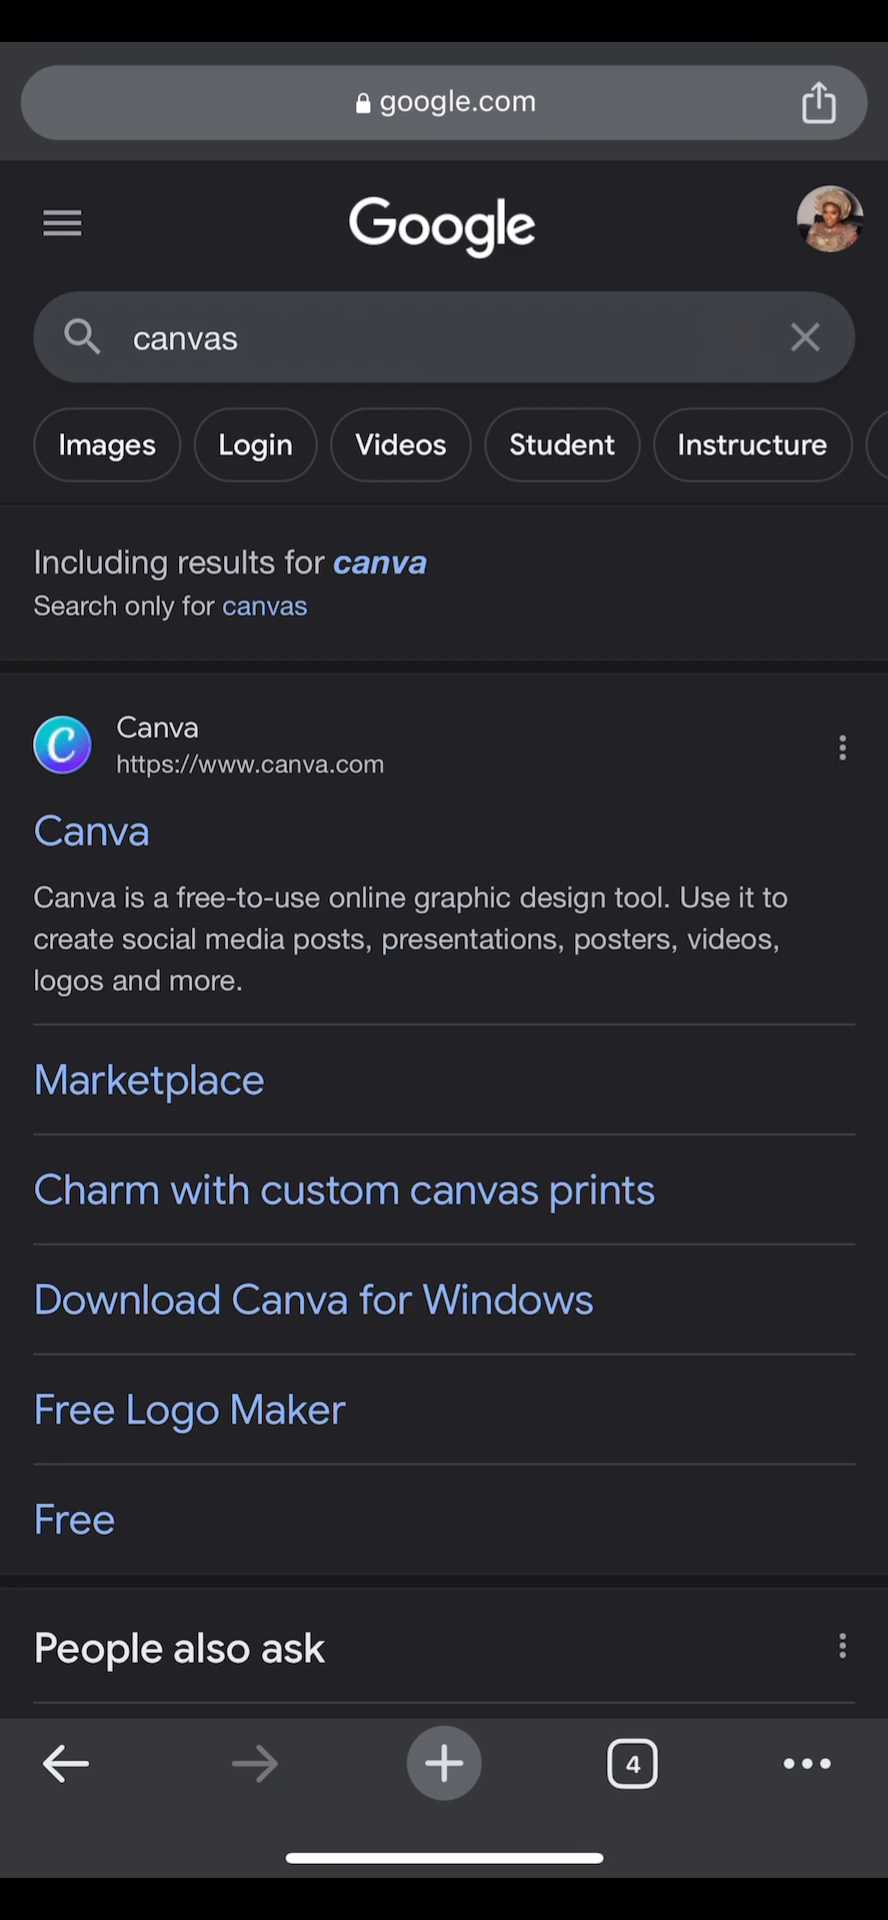 google.com
Google
canvas
Images Login Videos Student Instructure
Including results for canva
Search only for canvas
Canva
https://www.canva.com
Canva
Canva is a free-to-use online graphic design tool. Use it to
create social media posts, presentations, posters, videos,
logos and more.
Marketplace
Charm with custom canvas prints
Download Canva for Windows
Free Logo Maker
Free
People also ask
4